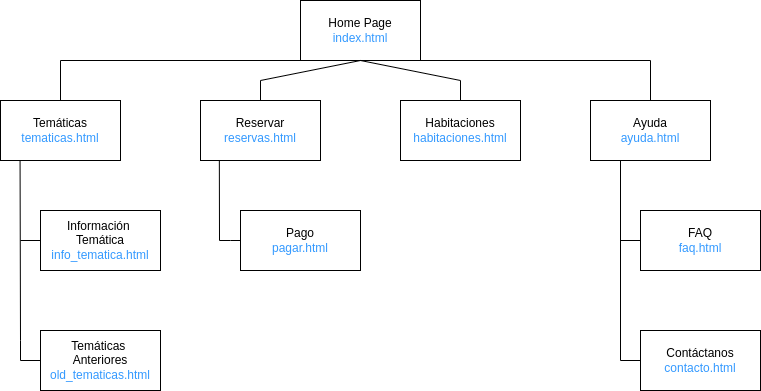 Home Page
index.html
Temáticas
tematicas.html
Reservar
reservas.html
Habitaciones
habitaciones.html
Ayuda
ayuda.html
Información
Temática
info_tematica.html
Pago
pagar.html
FAQ
faq.html
Temáticas
Anteriores
old_tematicas.html
Contáctanos
contacto.html